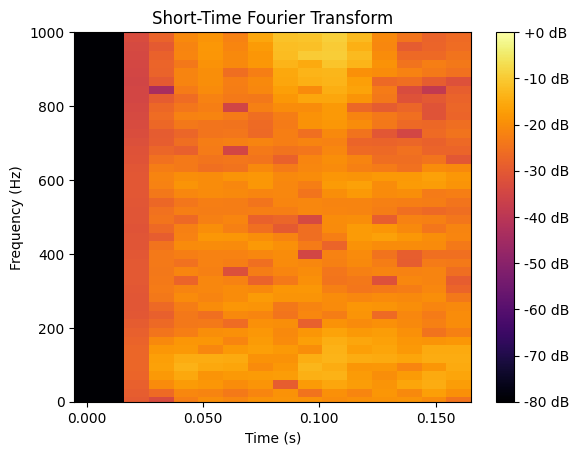 Short-Time Fourier Transform
1000
800
600
400
200
0
Frequency (Hz)
0.000
0.050
0.100
0.150
Time (s)
+0 dB
-10 dB
-20 dB
-30 dB
-40 dB
-50 dB
-60 dB
-70 dB
-80 dB